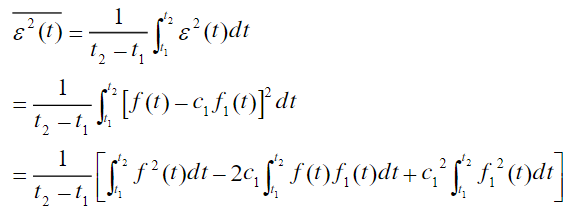 $\overline{\varepsilon^2(t)} = \frac{1}{t_2 - t_1} \int_{t_1}^{t_2} \varepsilon^2(t) dt$
$= \frac{1}{t_2 - t_1} \int_{t_1}^{t_2} [f(t) - c_1 f_1(t)]^2 dt$
$= \frac{1}{t_2 - t_1} \left[ \int_{t_1}^{t_2} f^2(t) dt - 2c_1 \int_{t_1}^{t_2} f(t) f_1(t) dt + c_1^2 \int_{t_1}^{t_2} f_1^2(t) dt \right]$